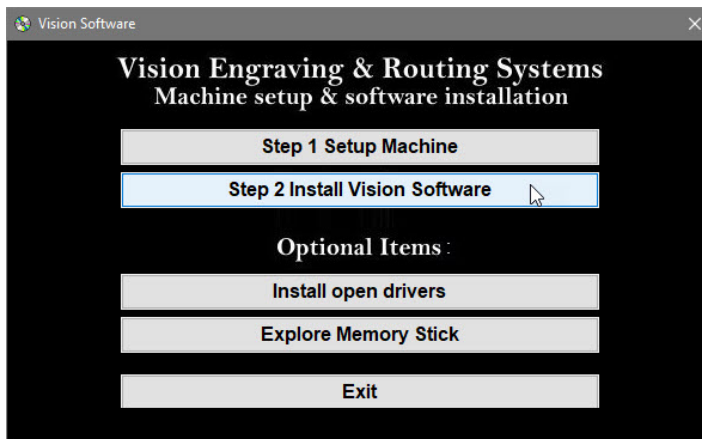 Vision Software
Vision Engraving & Routing Systems
Machine setup & software installation
Step 1 Setup Machine
Step 2 Install Vision Software
Optional Items:
Install open drivers
Explore Memory Stick
Exit